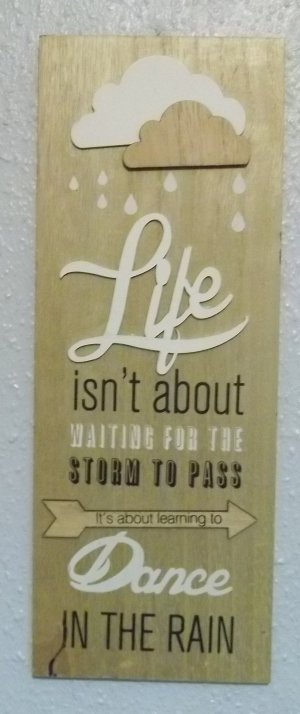 Life
isn't about
WAITING FOR THE
STORM TO PASS
It's about learning to
Dance
IN THE RAIN